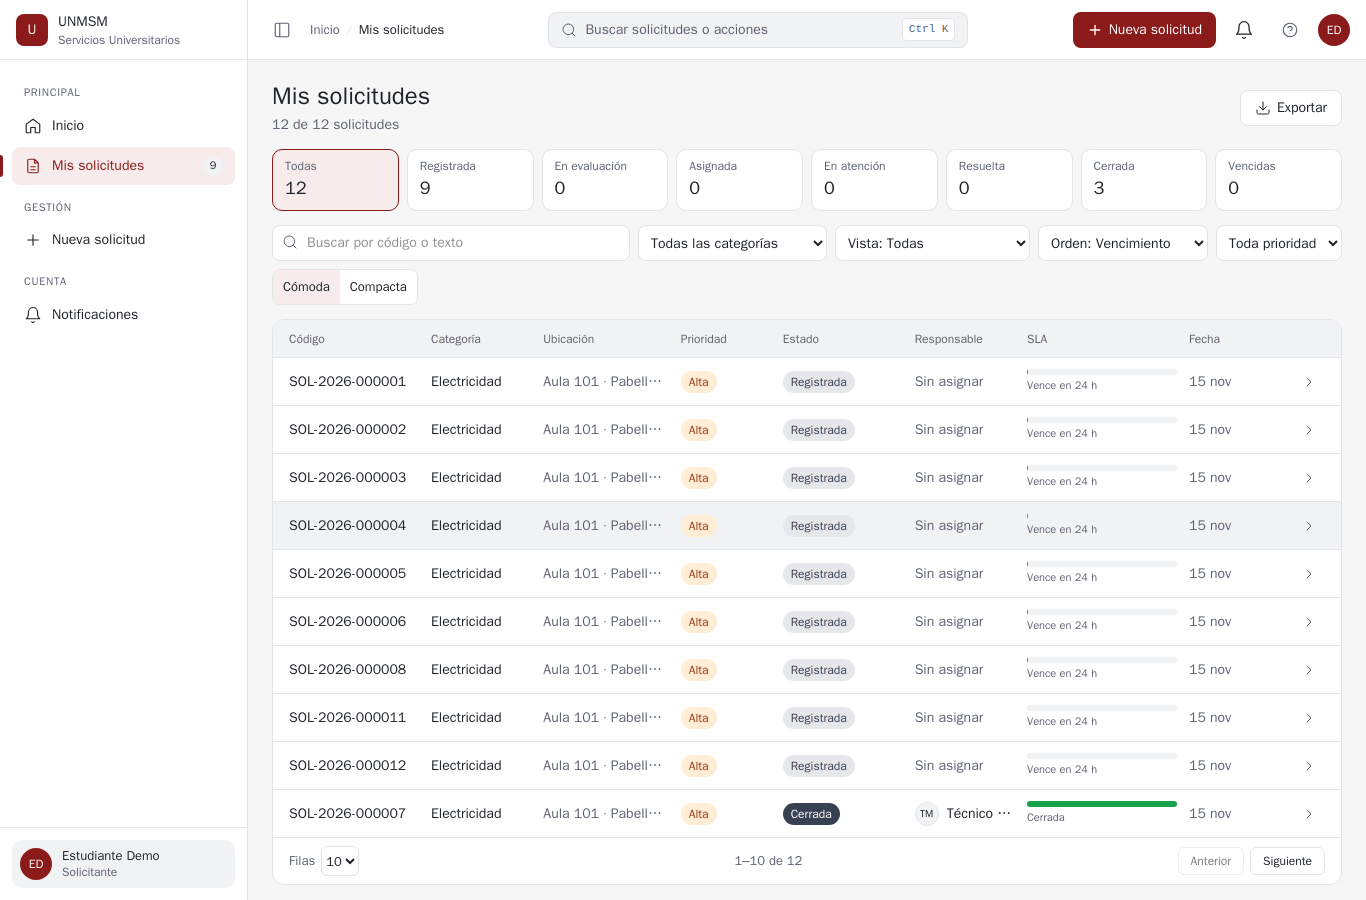 U
UNMSM
Servicios Universitarios
Inicio / Mis solicitudes
Buscar solicitudes o acciones
Ctrl K
Nueva solicitud
ED
PRINCIPAL
Inicio
Mis solicitudes 9
GESTIÓN
Nueva solicitud
CUENTA
Notificaciones
ED
Estudiante Demo
Solicitante
Mis solicitudes
12 de 12 solicitudes
Exportar
Todas
12
Registrada
9
En evaluación
0
Asignada
0
En atención
0
Resuelta
0
Cerrada
3
Vencidas
0
Buscar por código o texto
Todas las categorías
Vista: Todas
Orden: Vencimiento
Toda prioridad
Cómoda
Compacta
Código Categoría Ubicación Prioridad Estado Responsable SLA Fecha
SOL-2026-000001 Electricidad Aula 101 · Pabell… Alta Registrada Sin asignar Vence en 24 h 15 nov
SOL-2026-000002 Electricidad Aula 101 · Pabell… Alta Registrada Sin asignar Vence en 24 h 15 nov
SOL-2026-000003 Electricidad Aula 101 · Pabell… Alta Registrada Sin asignar Vence en 24 h 15 nov
SOL-2026-000004 Electricidad Aula 101 · Pabell… Alta Registrada Sin asignar Vence en 24 h 15 nov
SOL-2026-000005 Electricidad Aula 101 · Pabell… Alta Registrada Sin asignar Vence en 24 h 15 nov
SOL-2026-000006 Electricidad Aula 101 · Pabell… Alta Registrada Sin asignar Vence en 24 h 15 nov
SOL-2026-000008 Electricidad Aula 101 · Pabell… Alta Registrada Sin asignar Vence en 24 h 15 nov
SOL-2026-000011 Electricidad Aula 101 · Pabell… Alta Registrada Sin asignar Vence en 24 h 15 nov
SOL-2026-000012 Electricidad Aula 101 · Pabell… Alta Registrada Sin asignar Vence en 24 h 15 nov
SOL-2026-000007 Electricidad Aula 101 · Pabell… Alta Cerrada TM Técnico … Cerrada 15 nov
Filas 10
1–10 de 12
Anterior
Siguiente